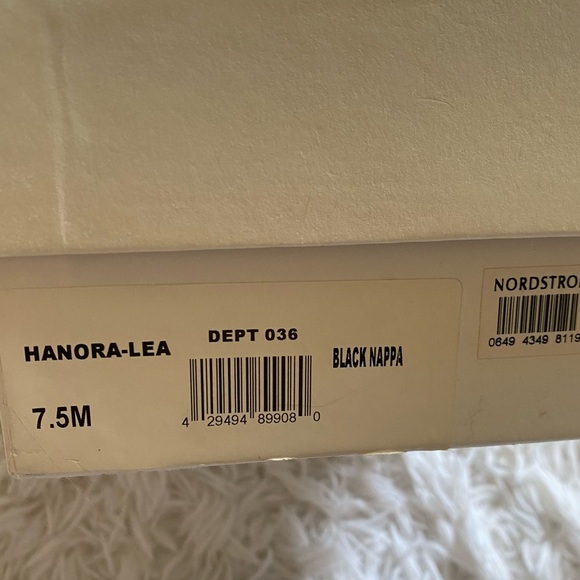 HANORA-LEA
DEPT 036
BLACK NAPPA
7.5M
4 29494 89908 0
NORDSTRO
0649 4349 8119